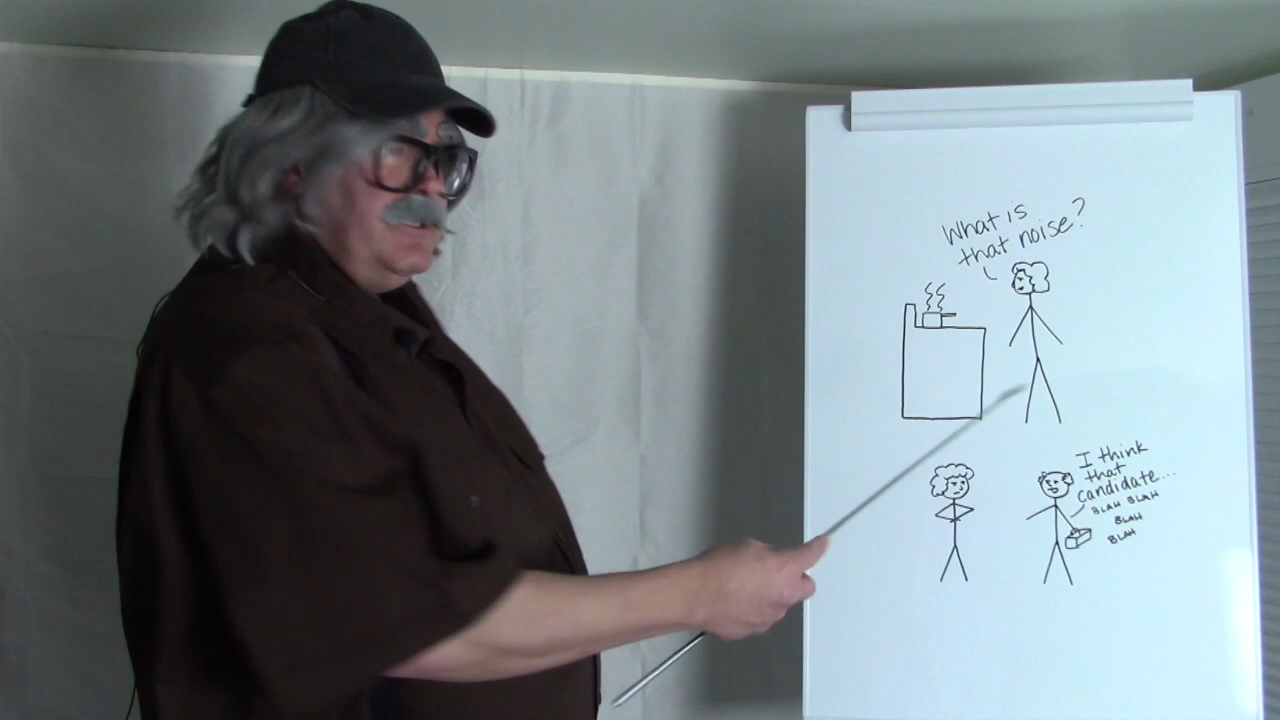 What is
that noise?
I think
that
candidate...
BLAH BLAH
BLAH
BLAH